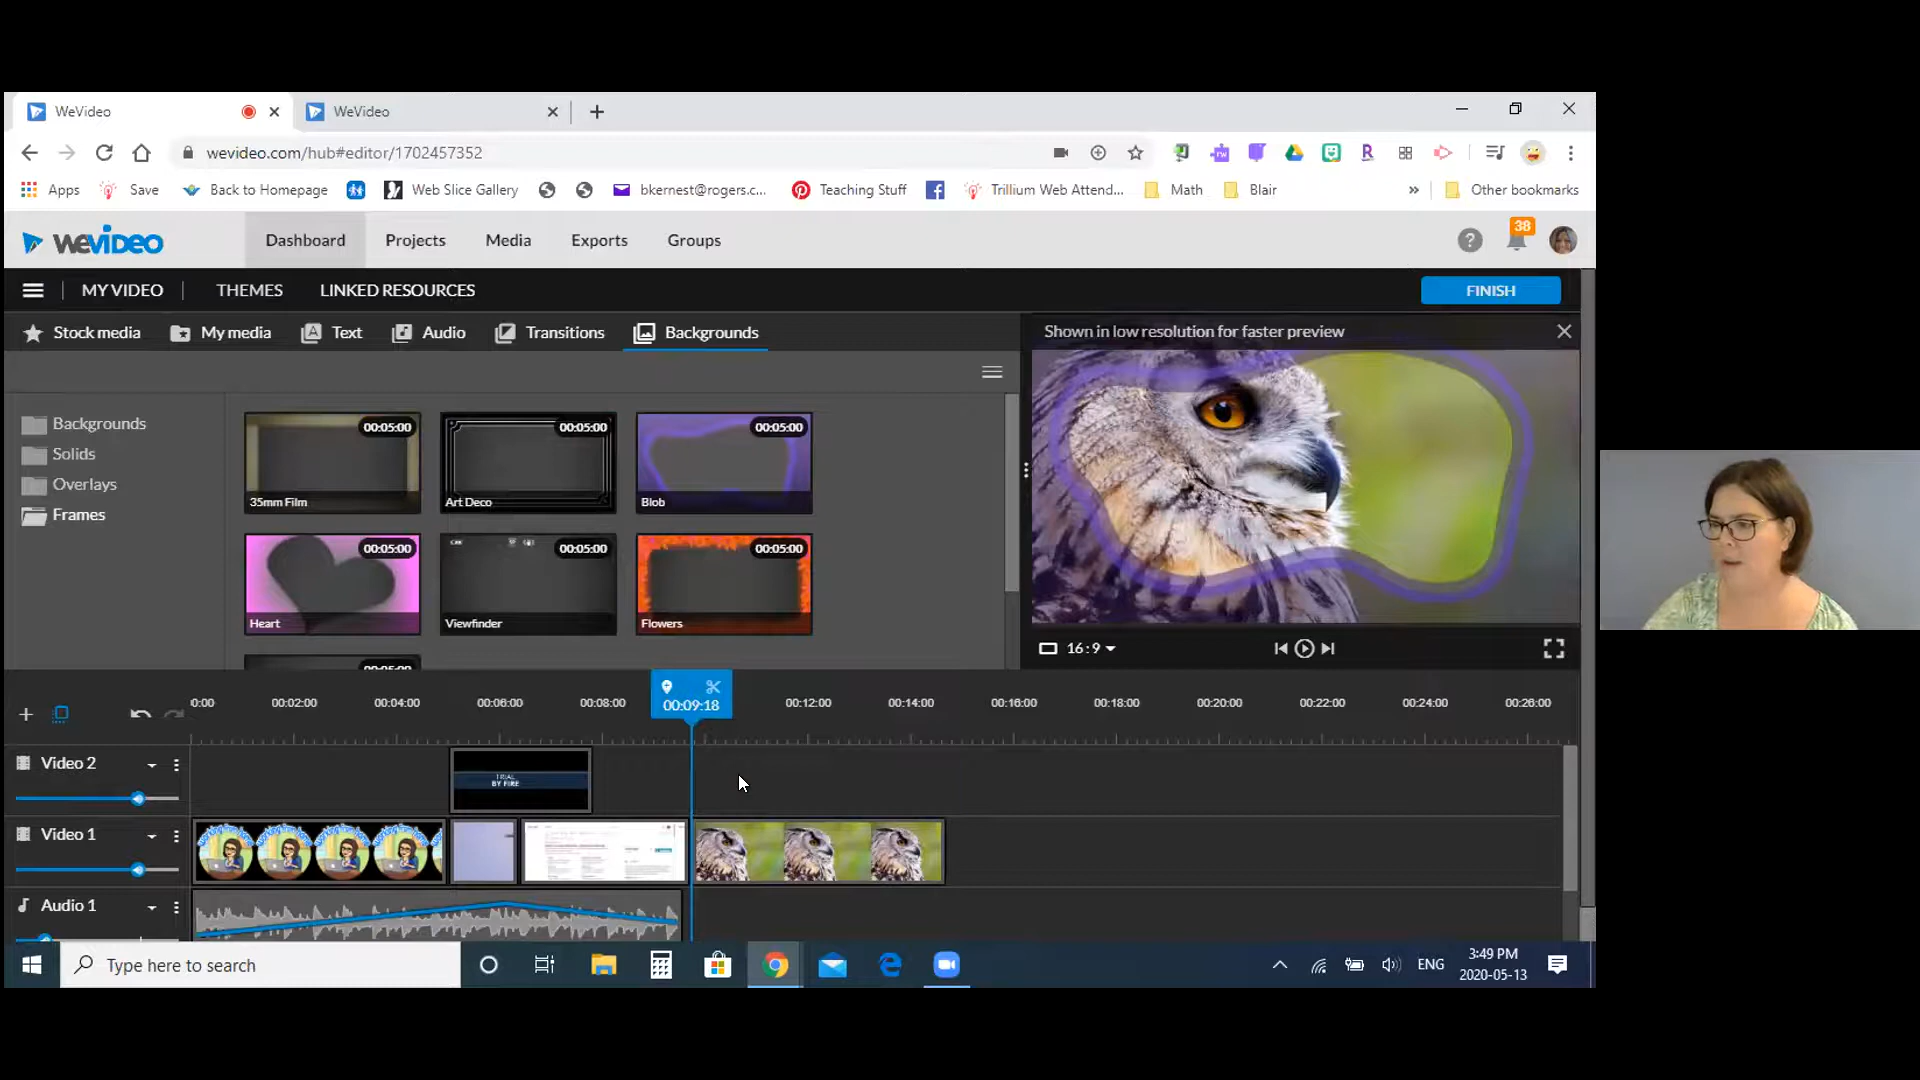 WeVideo
WeVideo
wevideo.com/hub#editor/1702457352
Apps Save Back to Homepage Web Slice Gallery bkernest@rogers.c... Teaching Stuff Trillium Web Attend... Math Blair » Other bookmarks
WEVIDEO Dashboard Projects Media Exports Groups 38
MY VIDEO THEMES LINKED RESOURCES FINISH
Stock media My media Text Audio Transitions Backgrounds
Shown in low resolution for faster preview
Backgrounds
Solids
Overlays
Frames
00:05:00 00:05:00 00:05:00
35mm Film Art Deco Blob
00:05:00 00:05:00 00:05:00
Heart Viewfinder Flowers
16:9
0:00 00:02:00 00:04:00 00:06:00 00:08:00 00:09:18 00:12:00 00:14:00 00:16:00 00:18:00 00:20:00 00:22:00 00:24:00 00:26:00
Video 2
TRIAL
BY FIRE
Video 1
Audio 1
Type here to search
ENG
3:49 PM
2020-05-13